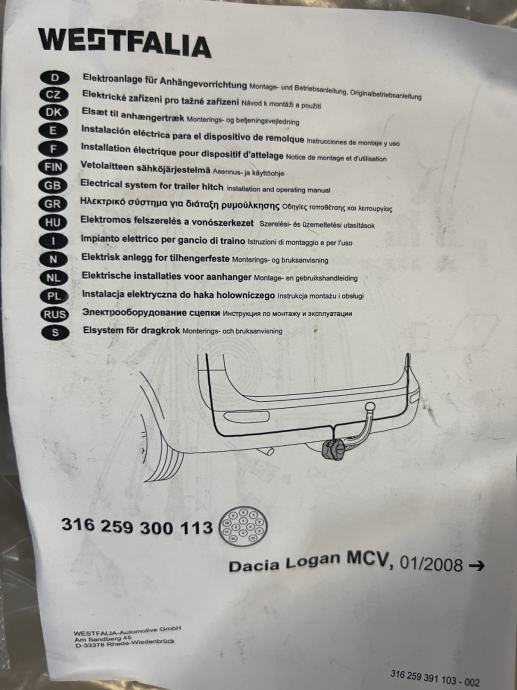 WESTFALIA
D Elektroanlage für Anhängevorrichtung Montage- und Betriebsanleitung, Originalbetriebsanleitung
CZ Elektrické zařízení pro tažné zařízení Návod k montáži a použití
DK Elsæt til anhængertræk Monterings- og betjeningsvejledning
E Instalación eléctrica para el dispositivo de remolque Instrucciones de montaje y uso
F Installation électrique pour dispositif d'attelage Notice de montage et d'utilisation
FIN Vetolaitteen sähköjärjestelmä Asennus- ja käyttöohje
GB Electrical system for trailer hitch Installation and operating manual
GR Ηλεκτρικό σύστημα για διάταξη ρυμούλκησης Οδηγίες τοποθέτησης και λειτουργίας
HU Elektromos felszerelés a vonószerkezet Szerelési- és üzemeltetési utasítások
I Impianto elettrico per gancio di traino Istruzioni di montaggio e per l'uso
N Elektrisk anlegg for tilhengerfeste Monterings- og bruksanvisning
NL Elektrische installaties voor aanhanger Montage- en gebruikshandleiding
PL Instalacja elektryczna do haka holowniczego Instrukcja montażu i obsługi
RUS Электрооборудование сцепки Инструкция по монтажу и эксплуатации
S Elsystem för dragkrok Monterings- och bruksanvisning
316 259 300 113
Dacia Logan MCV, 01/2008 →
WESTFALIA-Automotive GmbH
Am Sandberg 45
D-33378 Rheda-Wiedenbrück
316 259 391 103 - 002